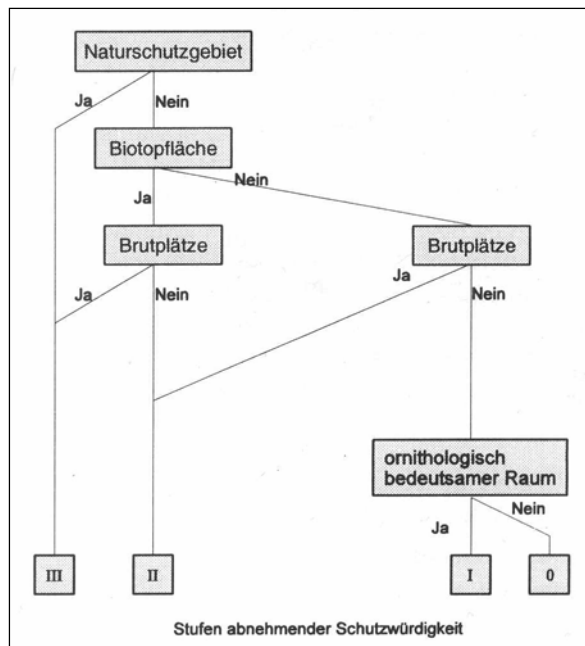 Naturschutzgebiet
Ja
Nein
Biotopfläche
Nein
Ja
Brutplätze
Brutplätze
Ja
Nein
Ja
Nein
ornithologisch
bedeutsamer Raum
Ja
Nein
III
II
I
0
Stufen abnehmender Schutzwürdigkeit